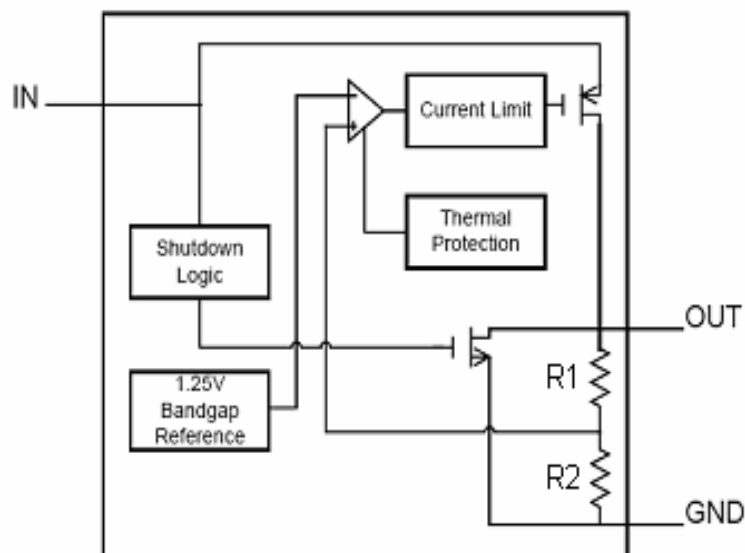 IN
Current Limit
Thermal
Protection
Shutdown
Logic
OUT
1.25V
Bandgap
Reference
R1
R2
GND